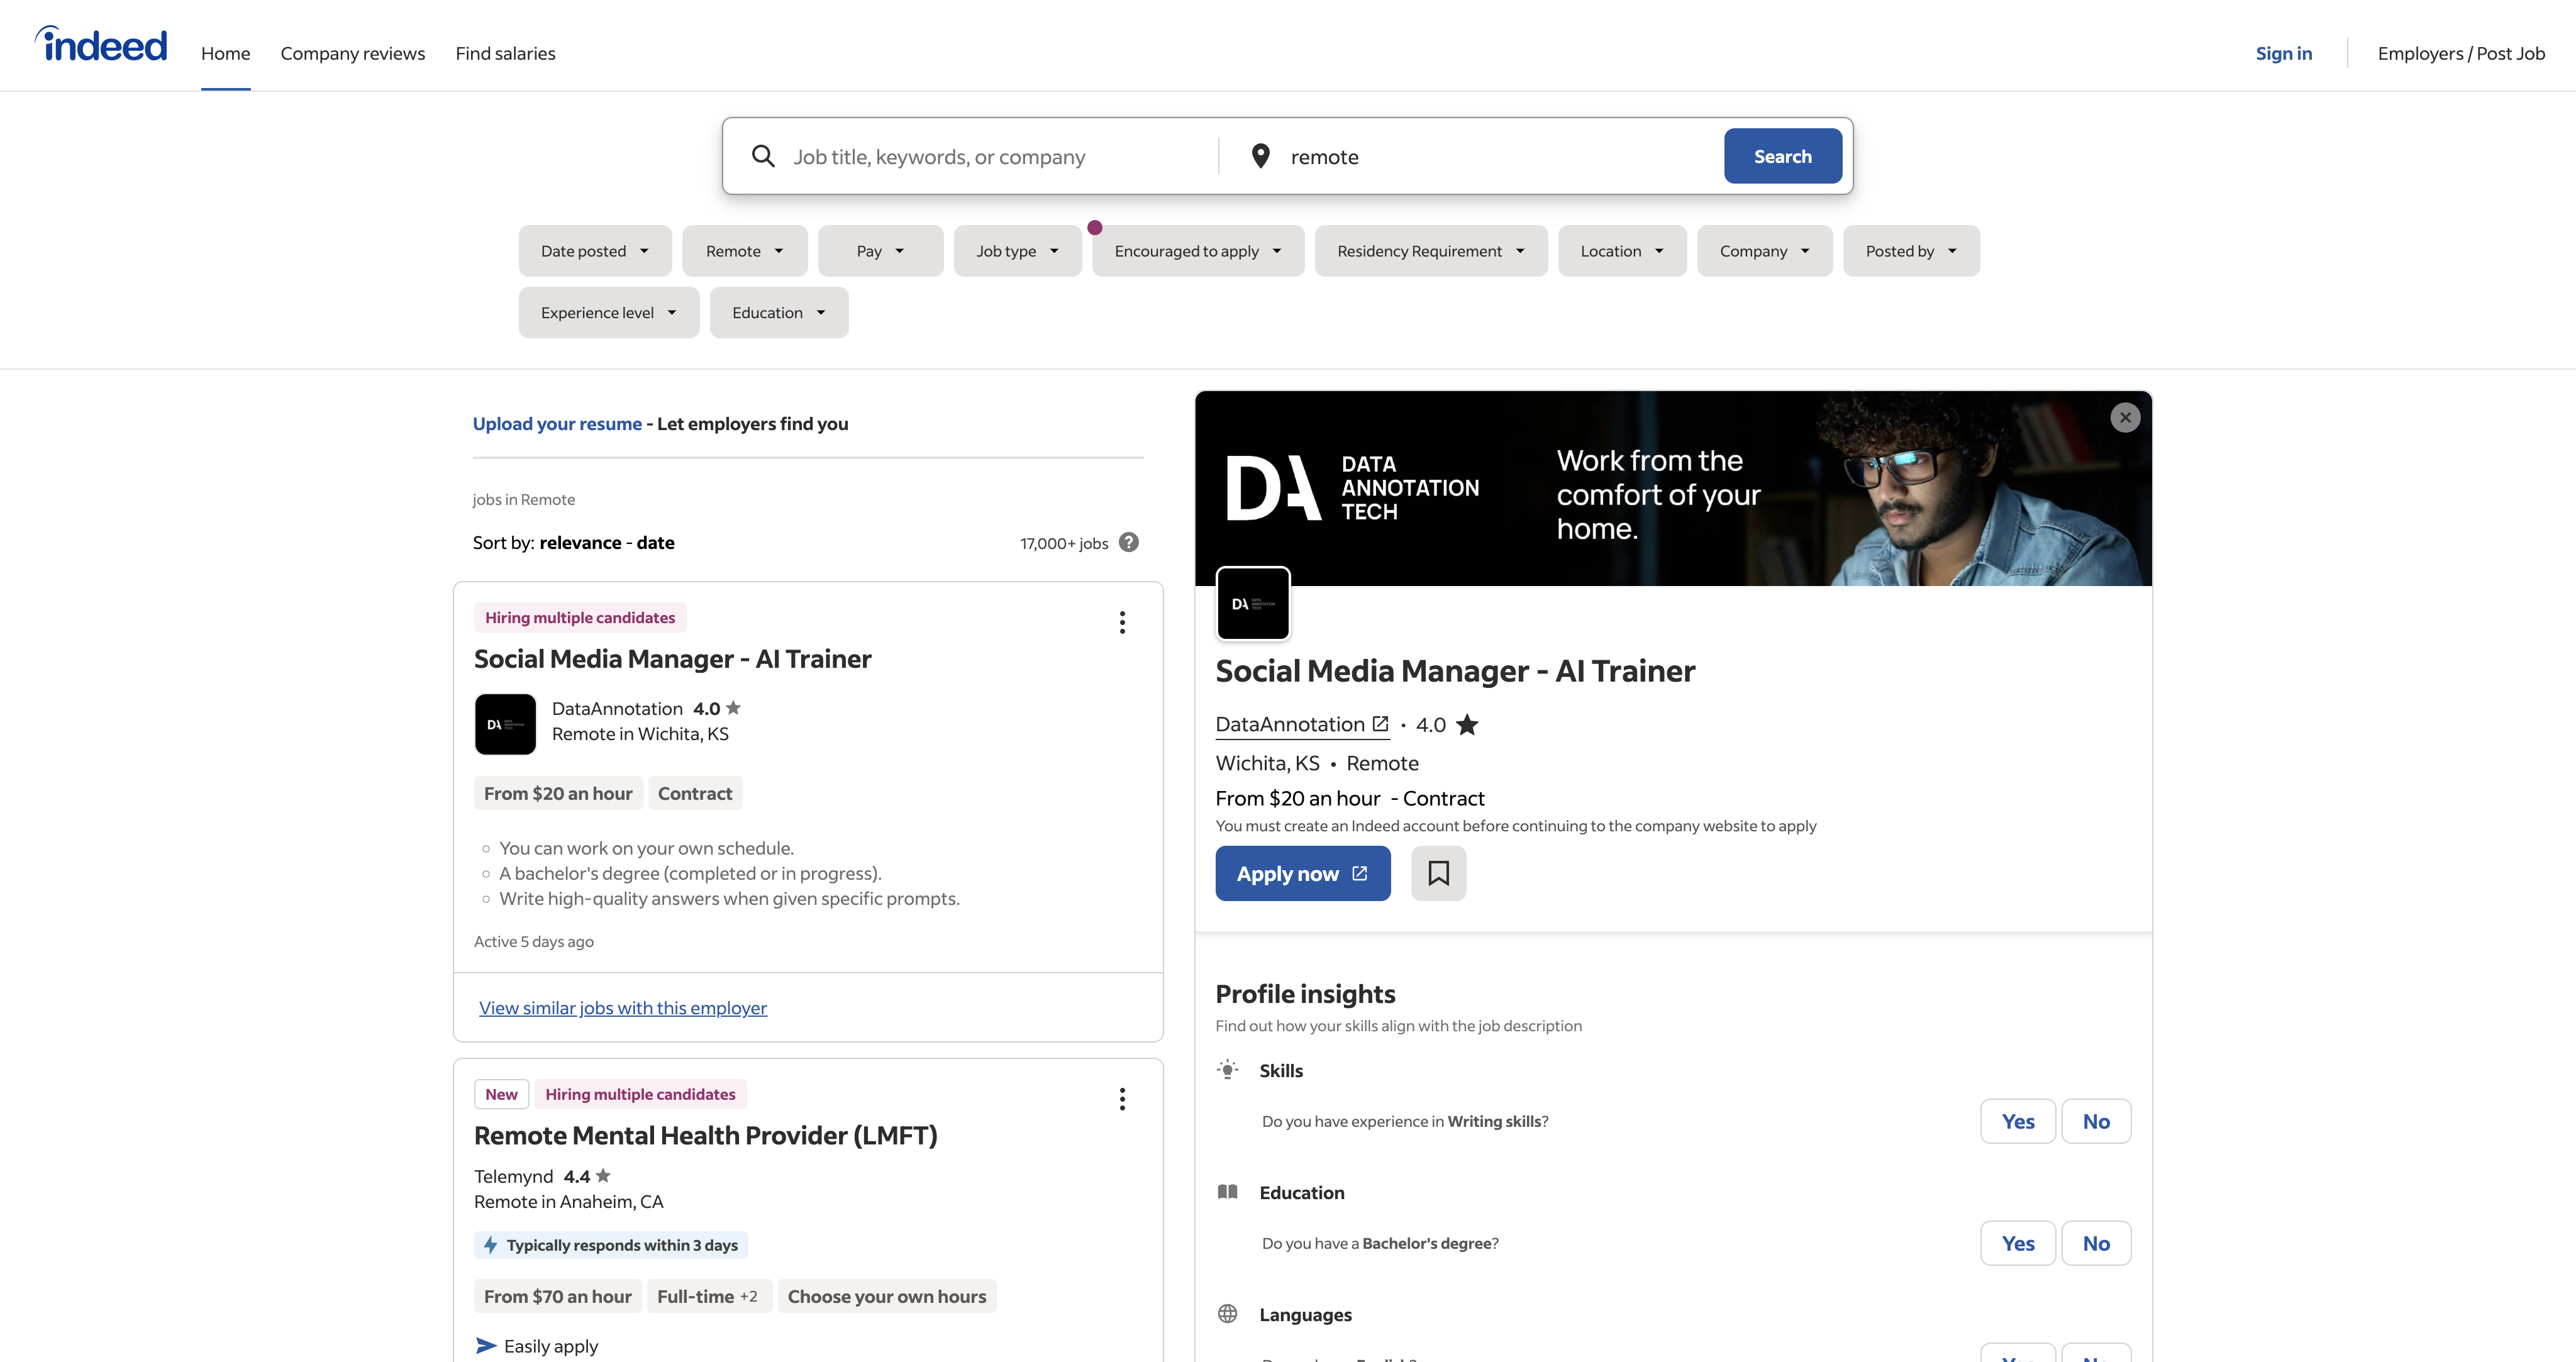 indeed
Home
Company reviews
Find salaries
Sign in
Employers / Post Job
Job title, keywords, or company
remote
Search
Date posted
Remote
Pay
Job type
Encouraged to apply
Residency Requirement
Location
Company
Posted by
Experience level
Education
Upload your resume - Let employers find you
jobs in Remote
Sort by: relevance - date
17,000+ jobs
Hiring multiple candidates
Social Media Manager - AI Trainer
DataAnnotation 4.0
Remote in Wichita, KS
From $20 an hour
Contract
You can work on your own schedule.
A bachelor's degree (completed or in progress).
Write high-quality answers when given specific prompts.
Active 5 days ago
View similar jobs with this employer
New
Hiring multiple candidates
Remote Mental Health Provider (LMFT)
Telemynd 4.4
Remote in Anaheim, CA
Typically responds within 3 days
From $70 an hour
Full-time +2
Choose your own hours
Easily apply
DA
DATA
ANNOTATION
TECH
Work from the
comfort of your
home.
Social Media Manager - AI Trainer
DataAnnotation · 4.0
Wichita, KS • Remote
From $20 an hour - Contract
You must create an Indeed account before continuing to the company website to apply
Apply now
Profile insights
Find out how your skills align with the job description
Skills
Do you have experience in Writing skills?
Yes
No
Education
Do you have a Bachelor's degree?
Yes
No
Languages